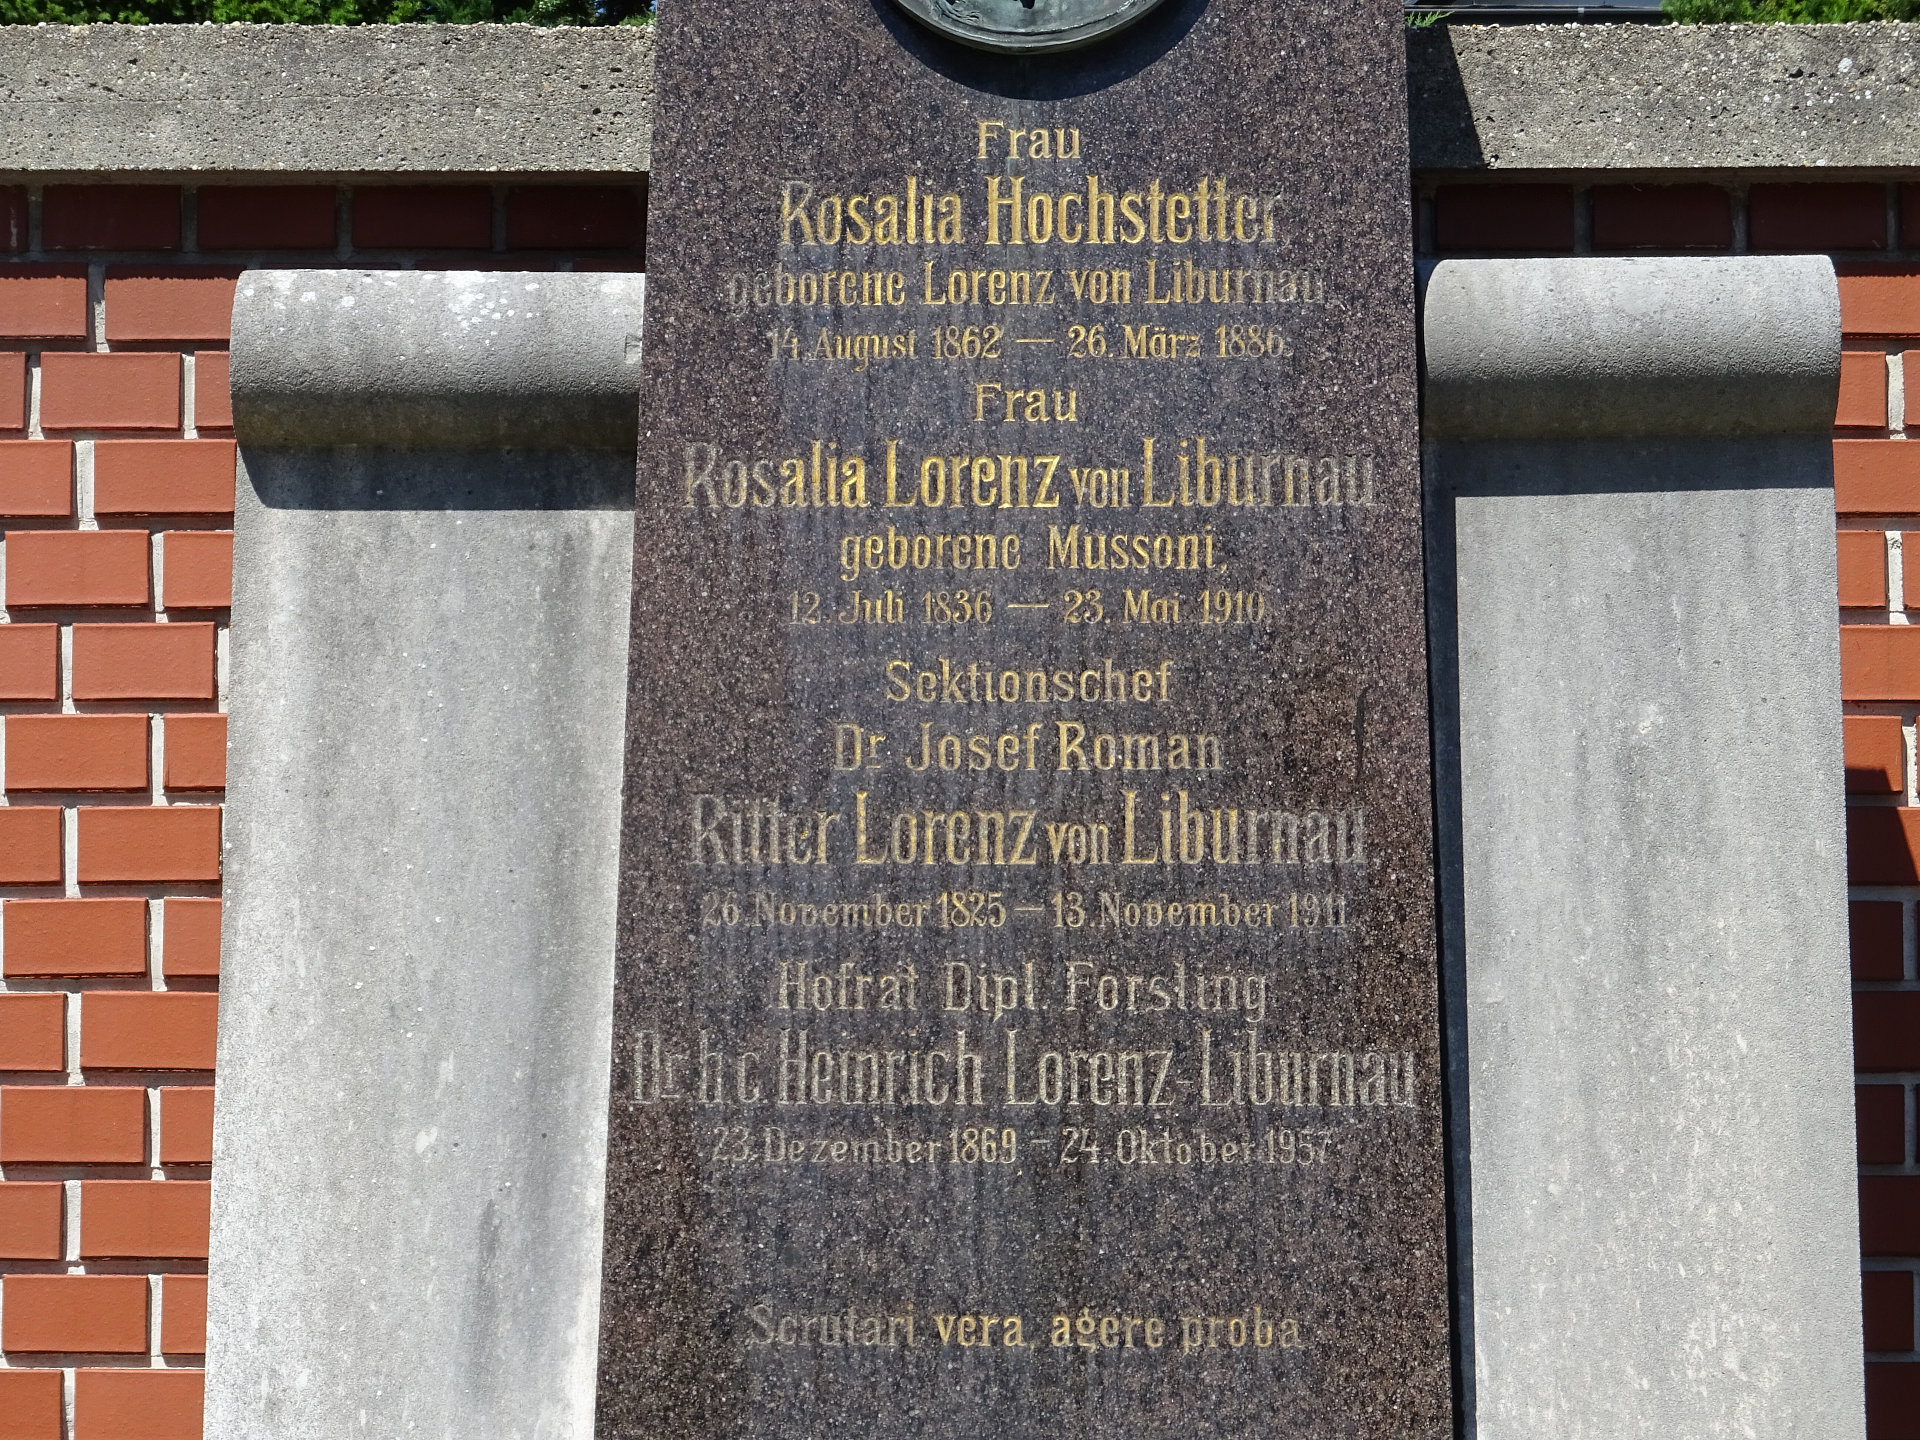 Frau
Rosalia Hochstetter,
geborene Lorenz von Liburnau,
14. August 1862 — 26. März 1886.
Frau
Rosalia Lorenz von Liburnau
geborene Mussoni,
12. Juli 1836 — 23. Mai 1910.
Sektionschef
Dr Josef Roman
Ritter Lorenz von Liburnau
26. November 1825 — 13. November 1911
Hofrat Dipl. Forsting
Dr h c Heinrich Lorenz-Liburnau
23. Dezember 1869 - 24. Oktober 1957.
Scrutari vera, agere proba